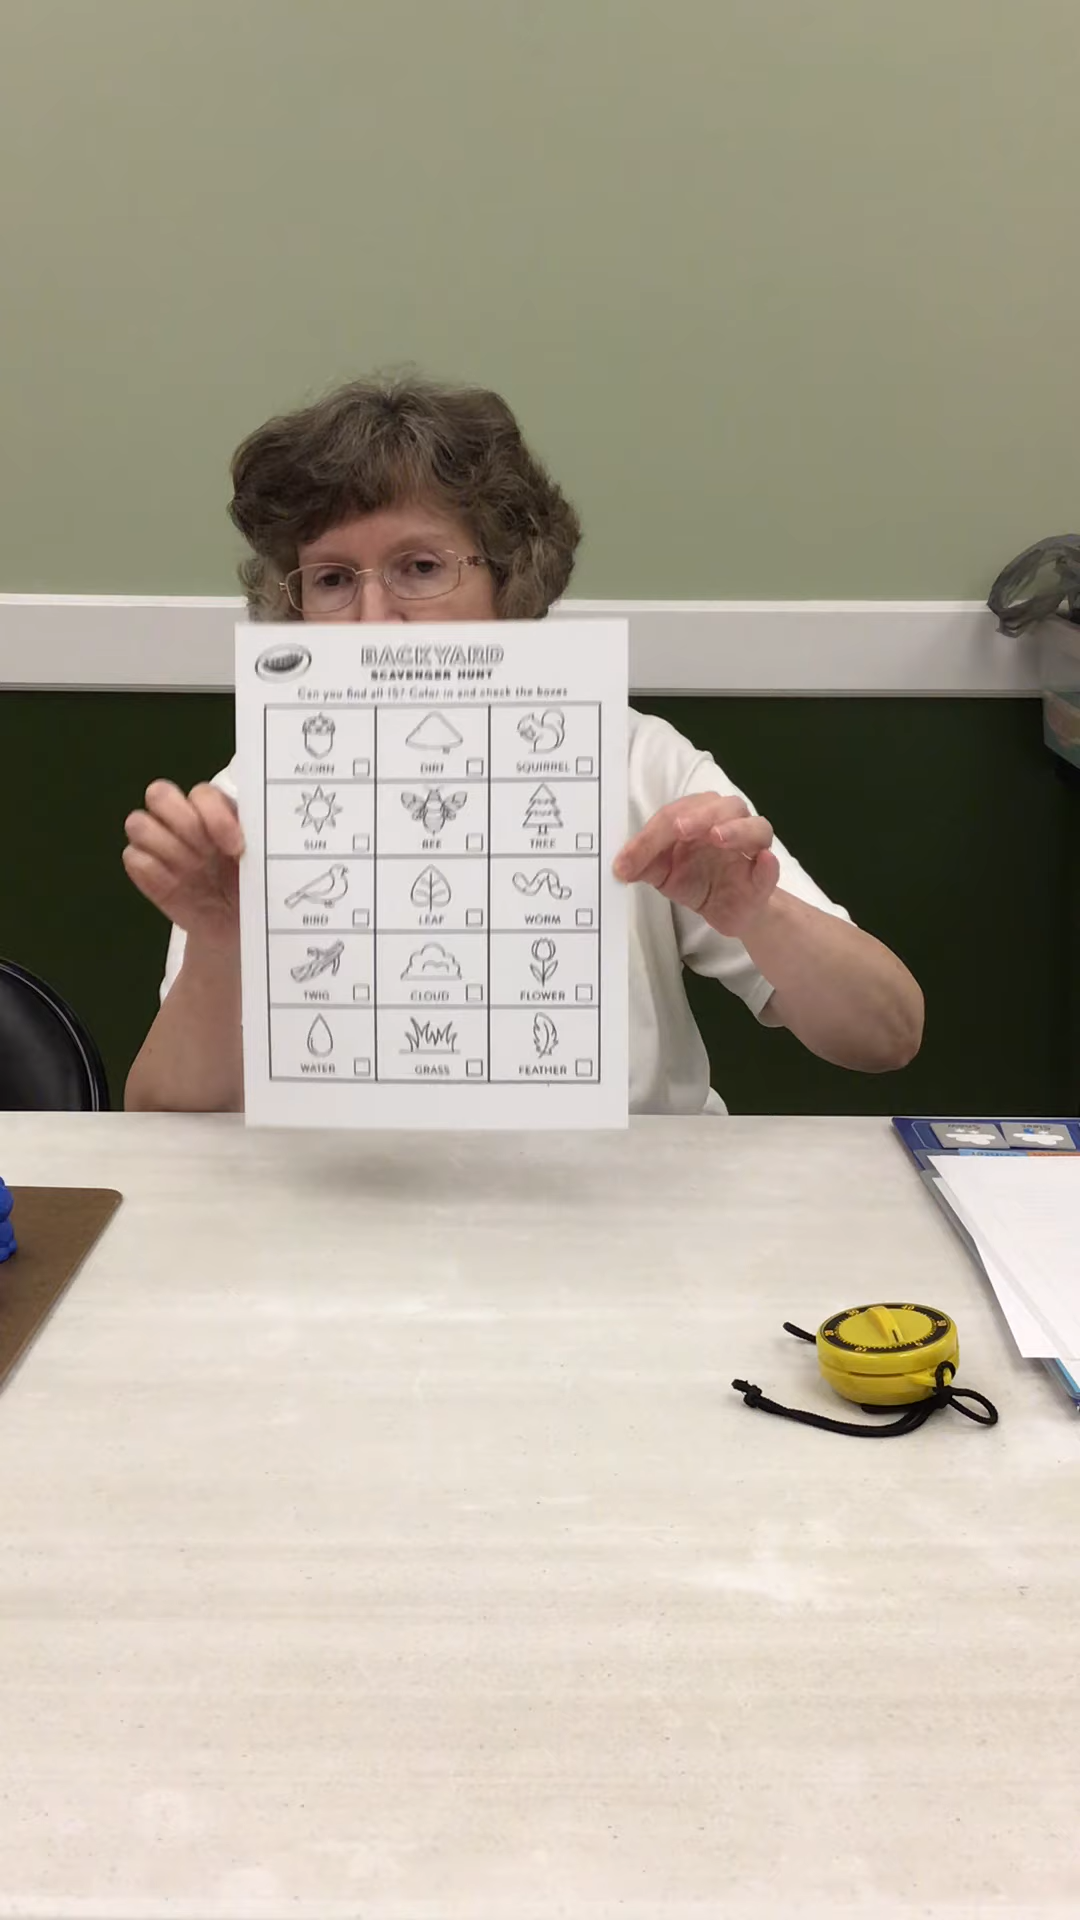 BACKYARD
SCAVENGER HUNT
Can you find all 15? Color in and check the boxes
ACORN DIRT SQUIRREL
SUN BEE TREE
BIRD LEAF WORM
TWIG CLOUD FLOWER
WATER GRASS FEATHER